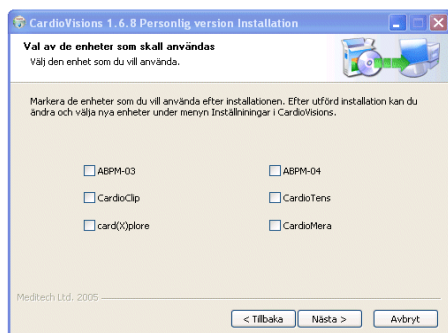 CardioVisions 1.6.8 Personlig version Installation
Val av de enheter som skall användas
Välj den enhet som du vill använda.
Markera de enheter som du vill använda efter installationen. Efter utförd installation kan du
ändra och välja nya enheter under menyn Inställniningar i CardioVisions.
ABPM-03 ABPM-04
CardioClip CardioTens
card(X)plore CardioMera
Meditech Ltd. 2005
< Tillbaka Nästa > Avbryt